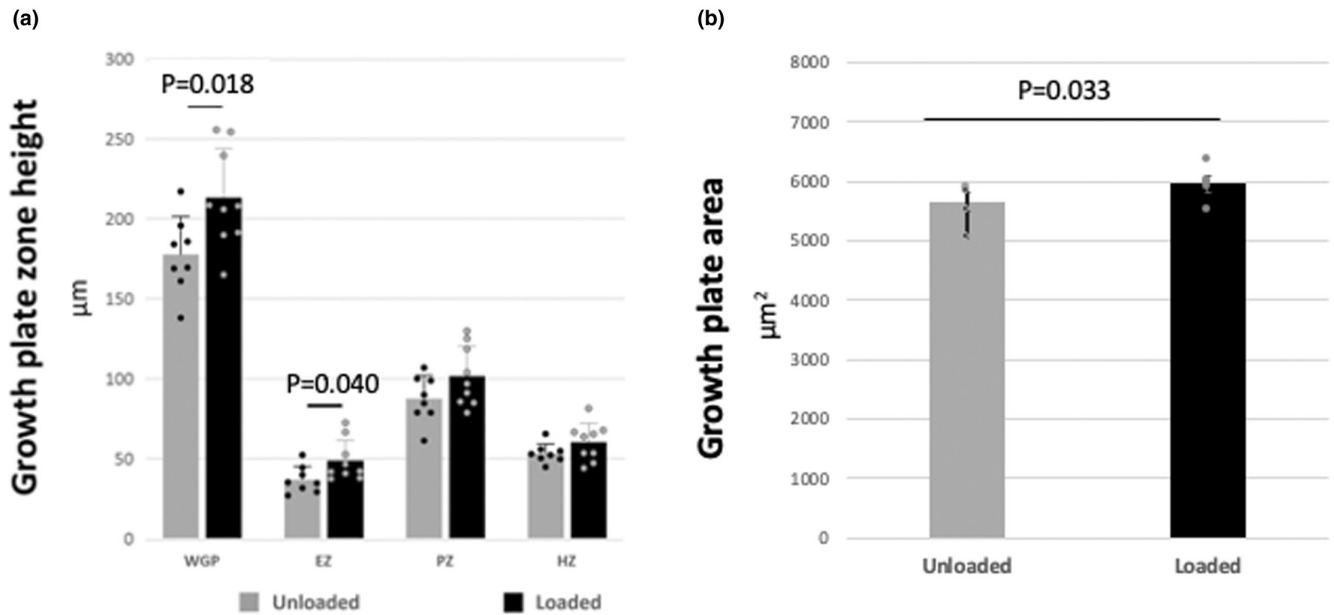 (a)
Growth plate zone height
µm
300
250
200
150
100
50
0
P=0.018
P=0.040
WGP
EZ
PZ
HZ
Unloaded
Loaded
(b)
Growth plate area
µm²
8000
7000
6000
5000
4000
3000
2000
1000
0
P=0.033
Unloaded
Loaded